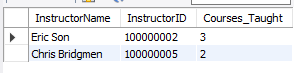 InstructorName InstructorID Courses_Taught
Eric Son 100000002 3
Chris Bridgmen 100000005 2